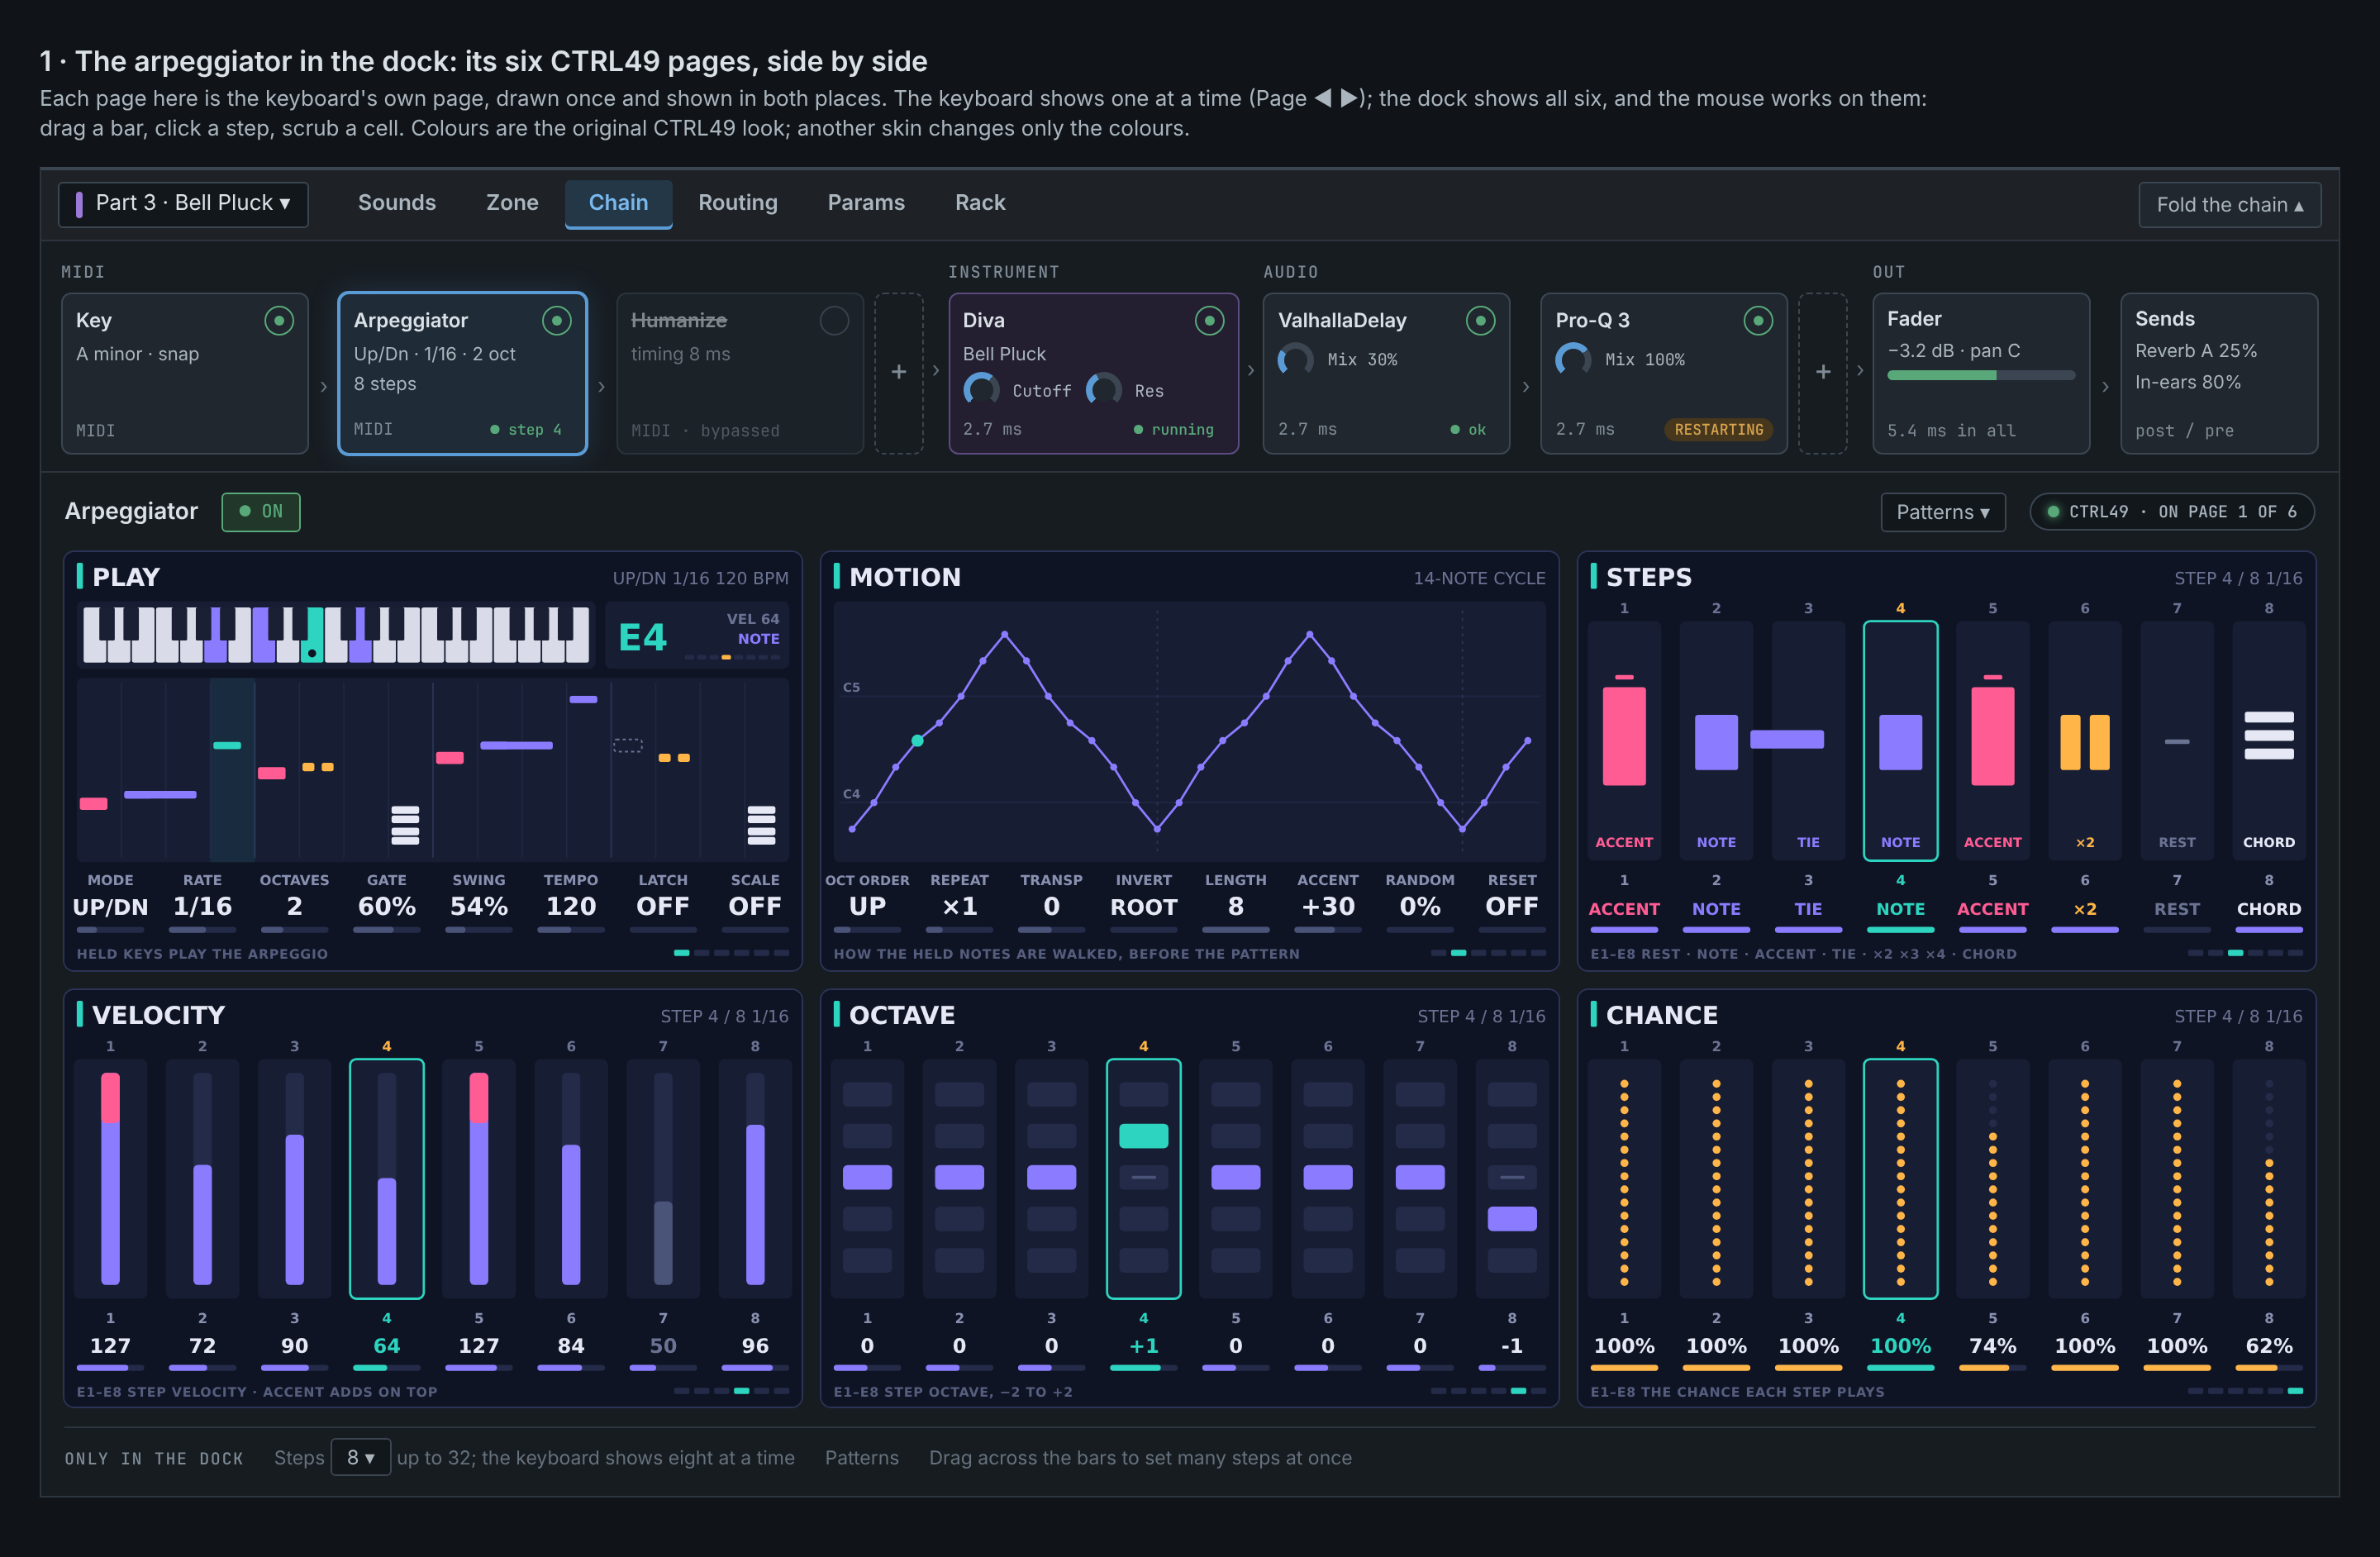 1 · The arpeggiator in the dock: its six CTRL49 pages, side by side
Each page here is the keyboard's own page, drawn once and shown in both places. The keyboard shows one at a time (Page ◀ ▶); the dock shows all six, and the mouse works on them:
drag a bar, click a step, scrub a cell. Colours are the original CTRL49 look; another skin changes only the colours.
Part 3 · Bell Pluck ▾ Sounds Zone Chain Routing Params Rack Fold the chain ▴
MIDI INSTRUMENT AUDIO OUT
Key
A minor · snap
MIDI
›
Arpeggiator
Up/Dn · 1/16 · 2 oct
8 steps
MIDI step 4
›
Humanize
timing 8 ms
MIDI · bypassed
+ ›
Diva
Bell Pluck
Cutoff Res
2.7 ms running
›
ValhallaDelay
Mix 30%
2.7 ms ok
›
Pro-Q 3
Mix 100%
2.7 ms RESTARTING
+ ›
Fader
−3.2 dB · pan C
5.4 ms in all
›
Sends
Reverb A 25%
In-ears 80%
post / pre
Arpeggiator ON Patterns ▾ CTRL49 · ON PAGE 1 OF 6
PLAY UP/DN 1/16 120 BPM
E4 VEL 64
NOTE
MODE RATE OCTAVES GATE SWING TEMPO LATCH SCALE
UP/DN 1/16 2 60% 54% 120 OFF OFF
HELD KEYS PLAY THE ARPEGGIO
MOTION 14-NOTE CYCLE
C5
C4
OCT ORDER REPEAT TRANSP INVERT LENGTH ACCENT RANDOM RESET
UP ×1 0 ROOT 8 +30 0% OFF
HOW THE HELD NOTES ARE WALKED, BEFORE THE PATTERN
STEPS STEP 4 / 8 1/16
1 2 3 4 5 6 7 8
ACCENT NOTE TIE NOTE ACCENT ×2 REST CHORD
1 2 3 4 5 6 7 8
ACCENT NOTE TIE NOTE ACCENT ×2 REST CHORD
E1–E8 REST · NOTE · ACCENT · TIE · ×2 ×3 ×4 · CHORD
VELOCITY STEP 4 / 8 1/16
1 2 3 4 5 6 7 8
1 2 3 4 5 6 7 8
127 72 90 64 127 84 50 96
E1–E8 STEP VELOCITY · ACCENT ADDS ON TOP
OCTAVE STEP 4 / 8 1/16
1 2 3 4 5 6 7 8
1 2 3 4 5 6 7 8
0 0 0 +1 0 0 0 -1
E1–E8 STEP OCTAVE, −2 TO +2
CHANCE STEP 4 / 8 1/16
1 2 3 4 5 6 7 8
1 2 3 4 5 6 7 8
100% 100% 100% 100% 74% 100% 100% 62%
E1–E8 THE CHANCE EACH STEP PLAYS
ONLY IN THE DOCK Steps 8 ▾ up to 32; the keyboard shows eight at a time Patterns Drag across the bars to set many steps at once